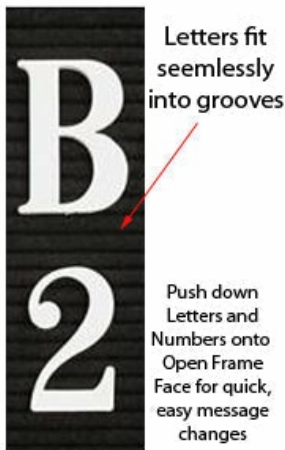 B
2
Letters fit
seemlessly
into grooves
Push down
Letters and
Numbers onto
Open Frame
Face for quick,
easy message
changes